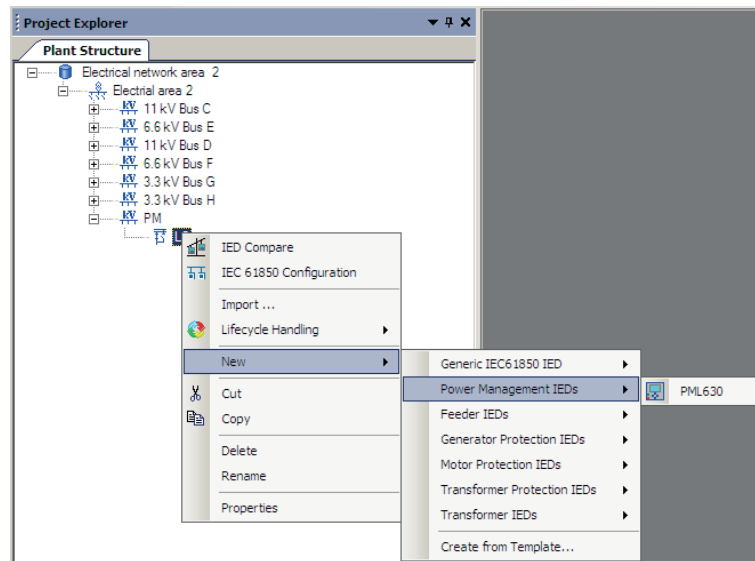 Project Explorer
Plant Structure
Electrical network area 2
Electrial area 2
11 kV Bus C
6.6 kV Bus E
11 kV Bus D
6.6 kV Bus F
3.3 kV Bus G
3.3 kV Bus H
PM
IED Compare
IEC 61850 Configuration
Import ...
Lifecycle Handling
New
Cut
Copy
Delete
Rename
Properties
Generic IEC61850 IED
Power Management IEDs
Feeder IEDs
Generator Protection IEDs
Motor Protection IEDs
Transformer Protection IEDs
Transformer IEDs
Create from Template...
PML630